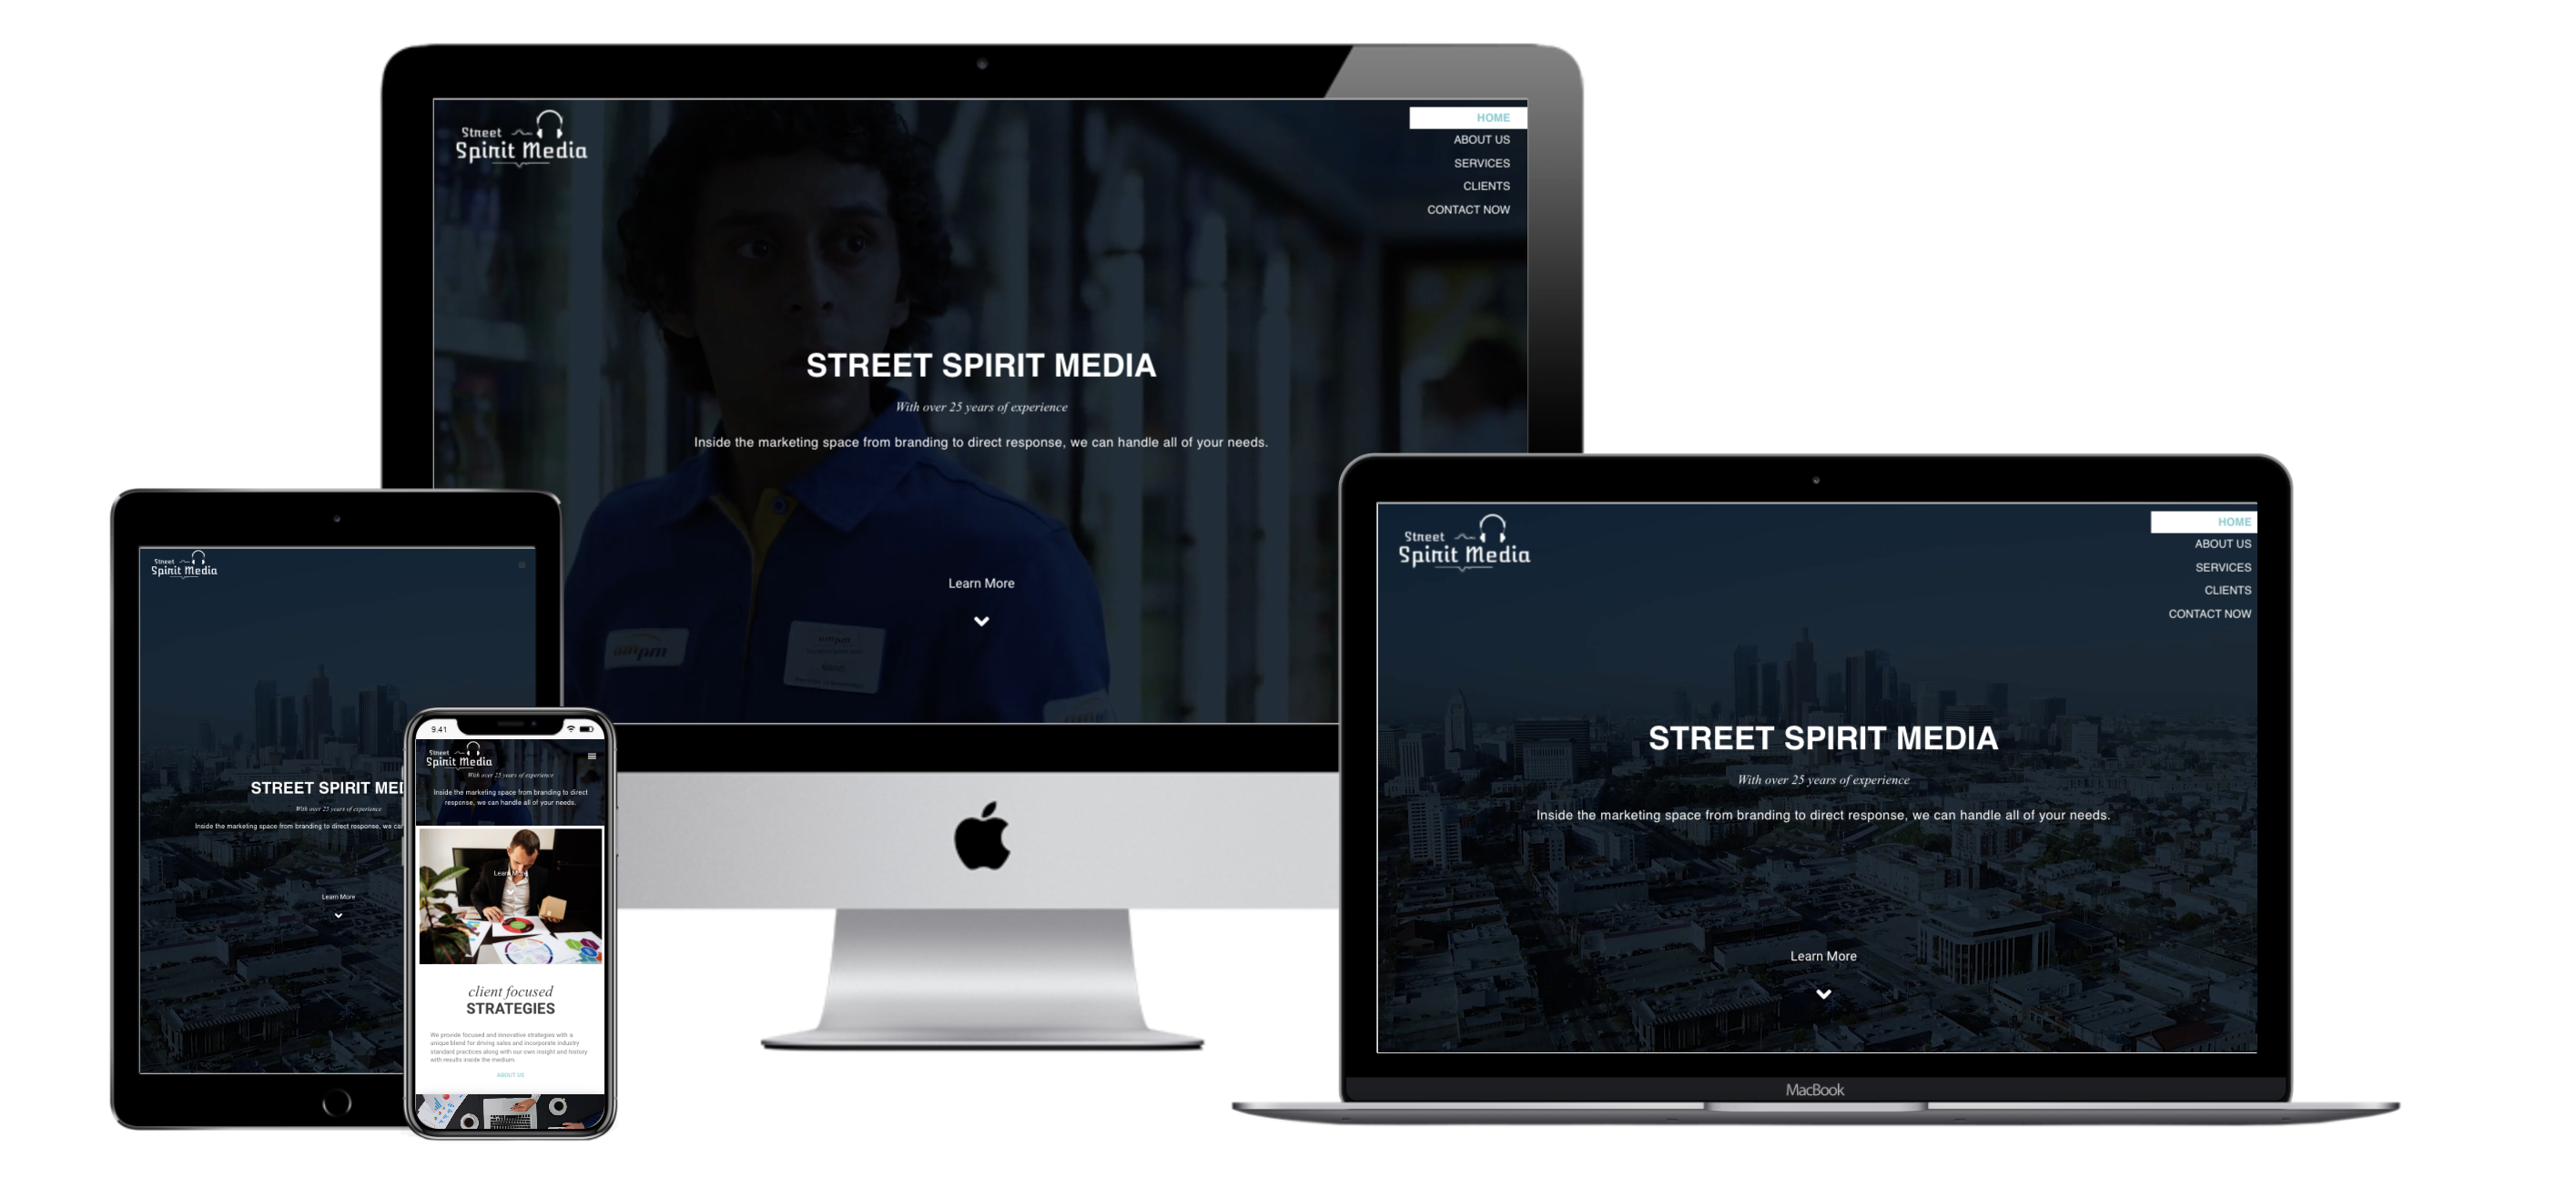 Street
Spirit Media
HOME
ABOUT US
SERVICES
CLIENTS
CONTACT NOW
STREET SPIRIT MEDIA
With over 25 years of experience
Inside the marketing space from branding to direct response, we can handle all of your needs.
Learn More
ampm
ampm
Street
Spirit Media
STREET SPIRIT MED
With over 25 years of experience
Inside the marketing space from branding to direct response, we ca
Learn More
9:41
Street
Spirit Media
With over 25 years of experience
Inside the marketing space from branding to direct
response, we can handle all of your needs.
Learn More
client focused
STRATEGIES
We provide focused and innovative strategies with a
unique blend for driving sales and incorporate industry
standard practices along with our own insight and history
with results inside the medium.
ABOUT US
Street
Spirit Media
HOME
ABOUT US
SERVICES
CLIENTS
CONTACT NOW
STREET SPIRIT MEDIA
With over 25 years of experience
Inside the marketing space from branding to direct response, we can handle all of your needs.
Learn More
MacBook